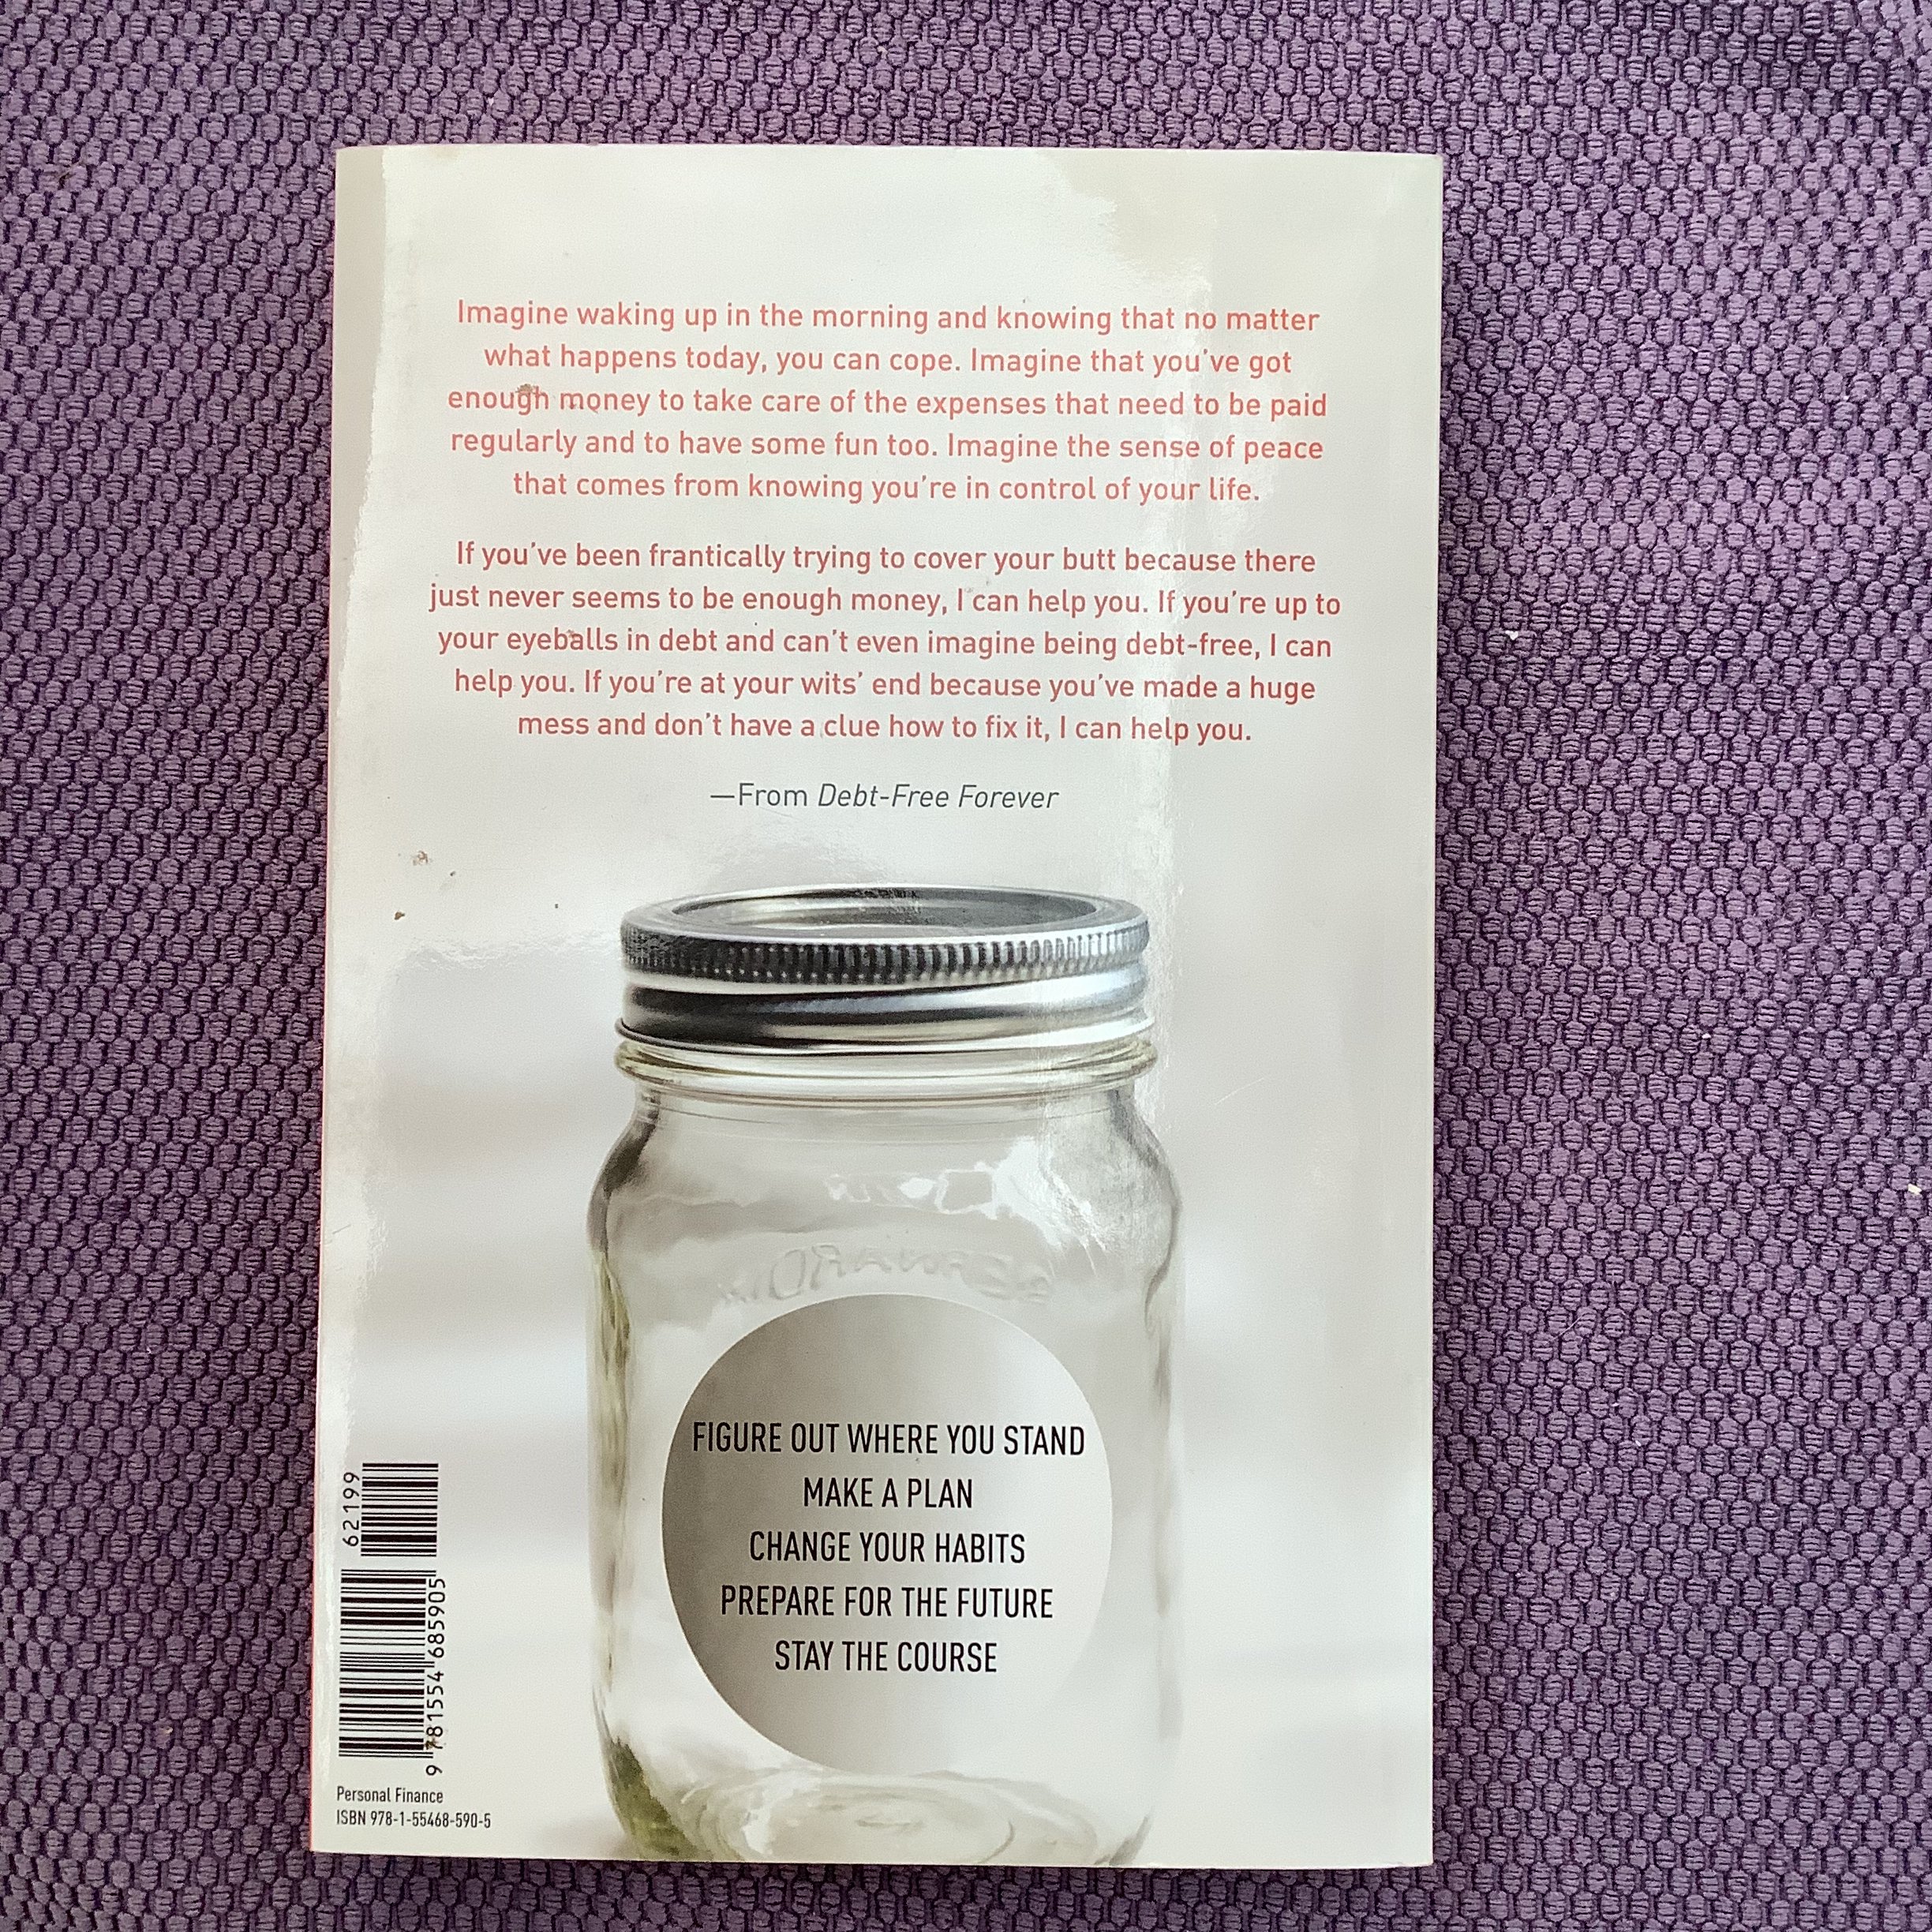 Imagine waking up in the morning and knowing that no matter
what happens today, you can cope. Imagine that you've got
enough money to take care of the expenses that need to be paid
regularly and to have some fun too. Imagine the sense of peace
that comes from knowing you're in control of your life.
If you've been frantically trying to cover your butt because there
just never seems to be enough money, I can help you. If you're up to
your eyeballs in debt and can't even imagine being debt-free, I can
help you. If you're at your wits' end because you've made a huge
mess and don't have a clue how to fix it, I can help you.
—From Debt-Free Forever
FIGURE OUT WHERE YOU STAND
MAKE A PLAN
CHANGE YOUR HABITS
PREPARE FOR THE FUTURE
STAY THE COURSE
62199
9 781554 685905
Personal Finance
ISBN 978-1-55468-590-5